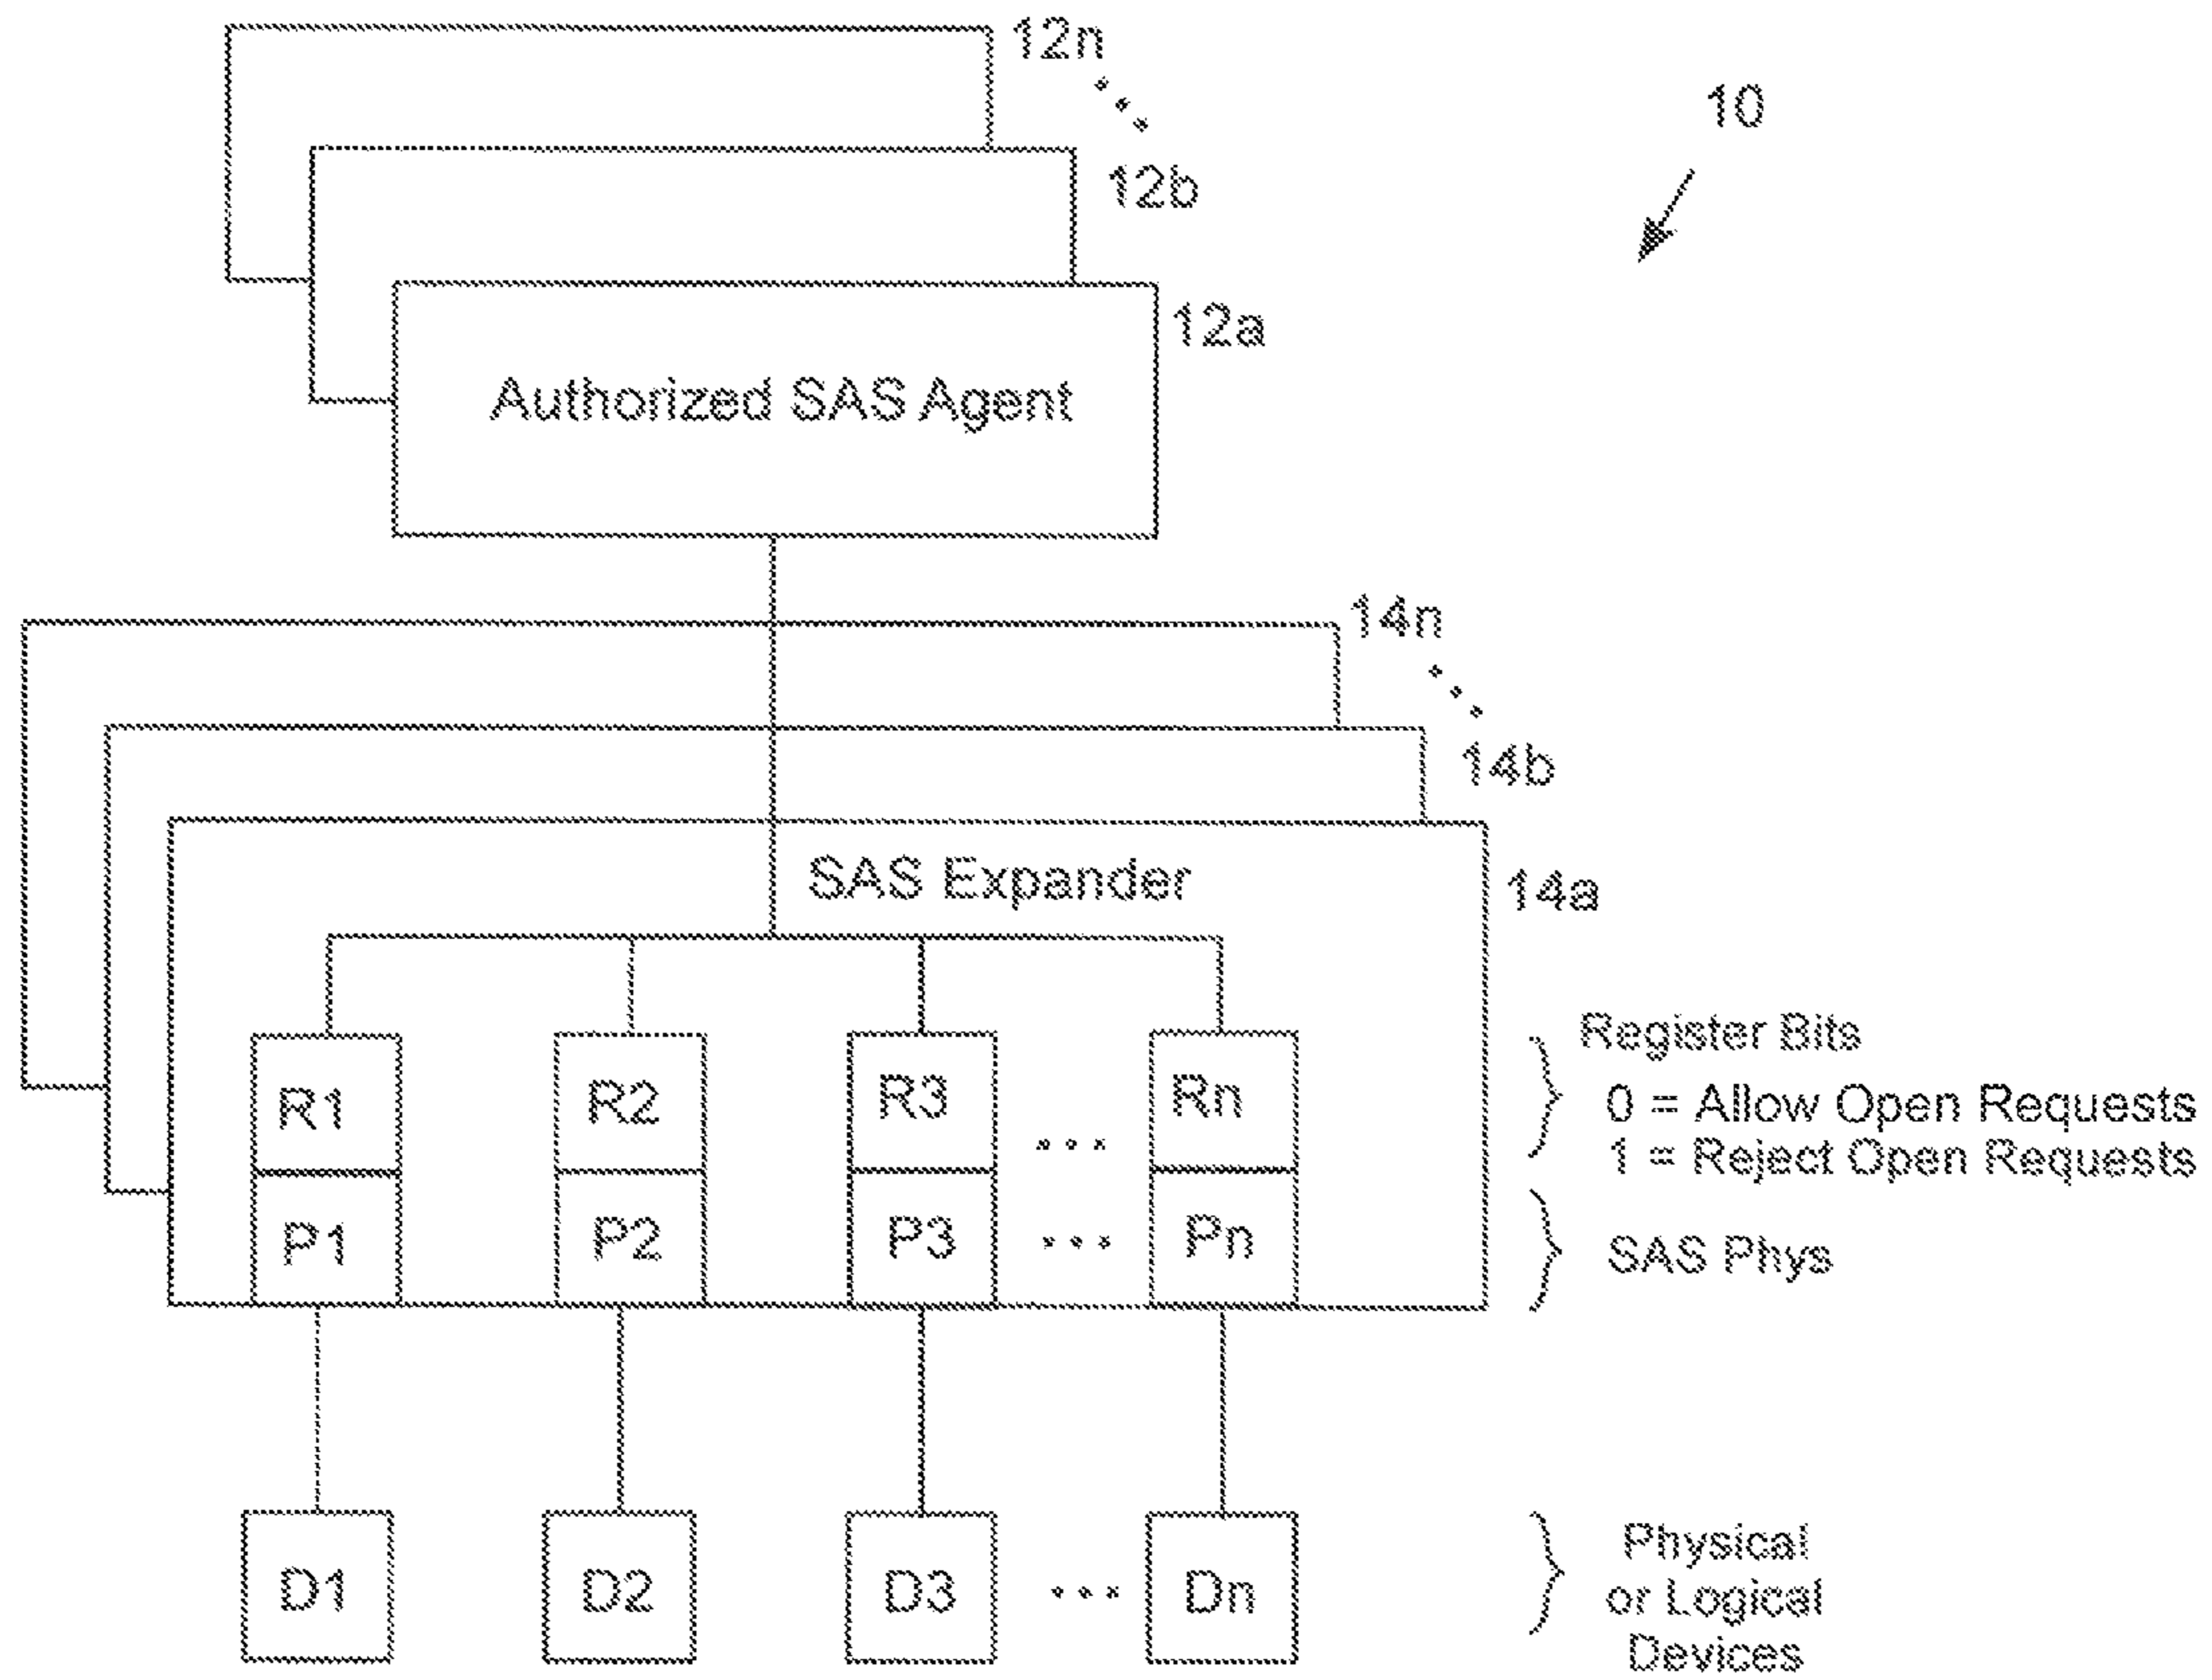 12n
10
12b
12a
Authorized SAS Agent
14n
14b
SAS Expander
14a
Register Bits
R1 R2 R3 ... Rn
0 = Allow Open Requests
1 = Reject Open Requests
P1 P2 P3 ... Pn
SAS Phys
D1 D2 D3 ... Dn
Physical
or Logical
Devices